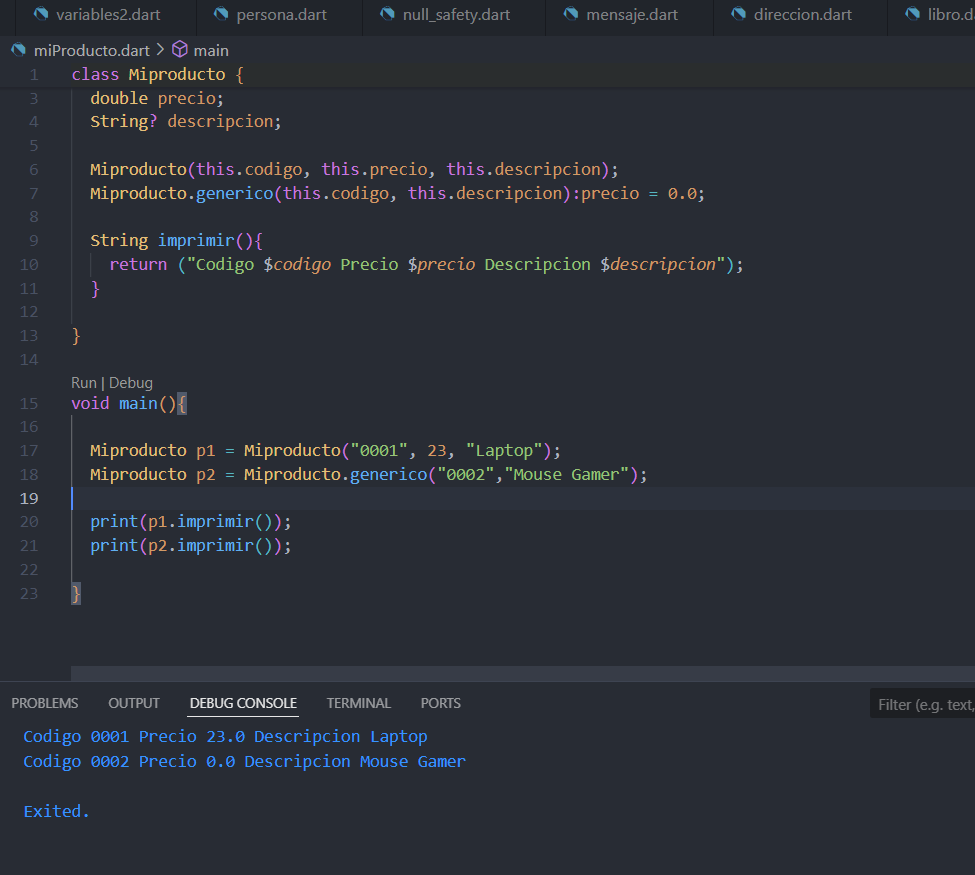 variables2.dart persona.dart null_safety.dart mensaje.dart direccion.dart libro.d
miProducto.dart > main
1 class Miproducto {
3 double precio;
4 String? descripcion;
5
6 Miproducto(this.codigo, this.precio, this.descripcion);
7 Miproducto.generico(this.codigo, this.descripcion):precio = 0.0;
8
9 String imprimir(){
10 return ("Codigo $codigo Precio $precio Descripcion $descripcion");
11 }
12
13 }
14
Run | Debug
15 void main(){
16
17 Miproducto p1 = Miproducto("0001", 23, "Laptop");
18 Miproducto p2 = Miproducto.generico("0002","Mouse Gamer");
19
20 print(p1.imprimir());
21 print(p2.imprimir());
22
23 }
PROBLEMS OUTPUT DEBUG CONSOLE TERMINAL PORTS Filter (e.g. text,
Codigo 0001 Precio 23.0 Descripcion Laptop
Codigo 0002 Precio 0.0 Descripcion Mouse Gamer
Exited.